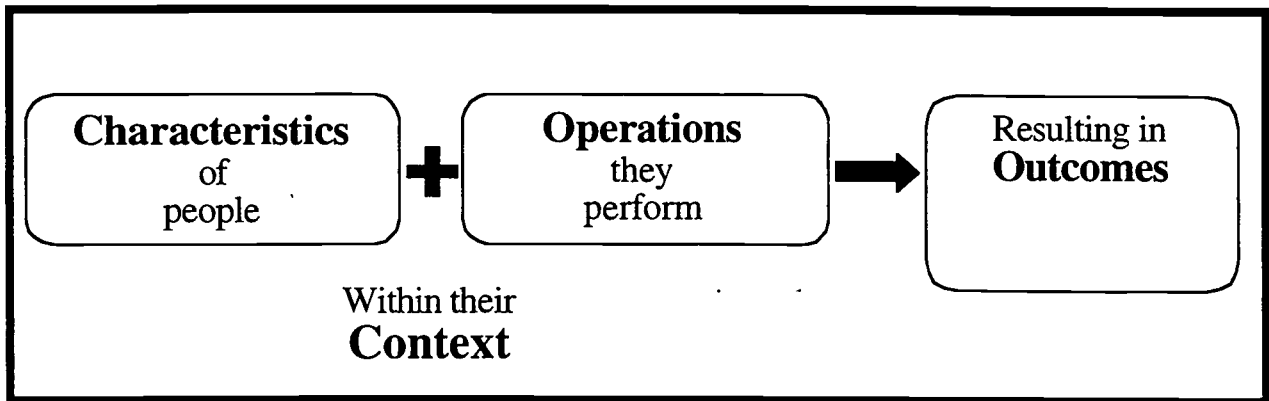 Characteristics
of
people
Operations
they
perform
Resulting in
Outcomes
Within their
Context